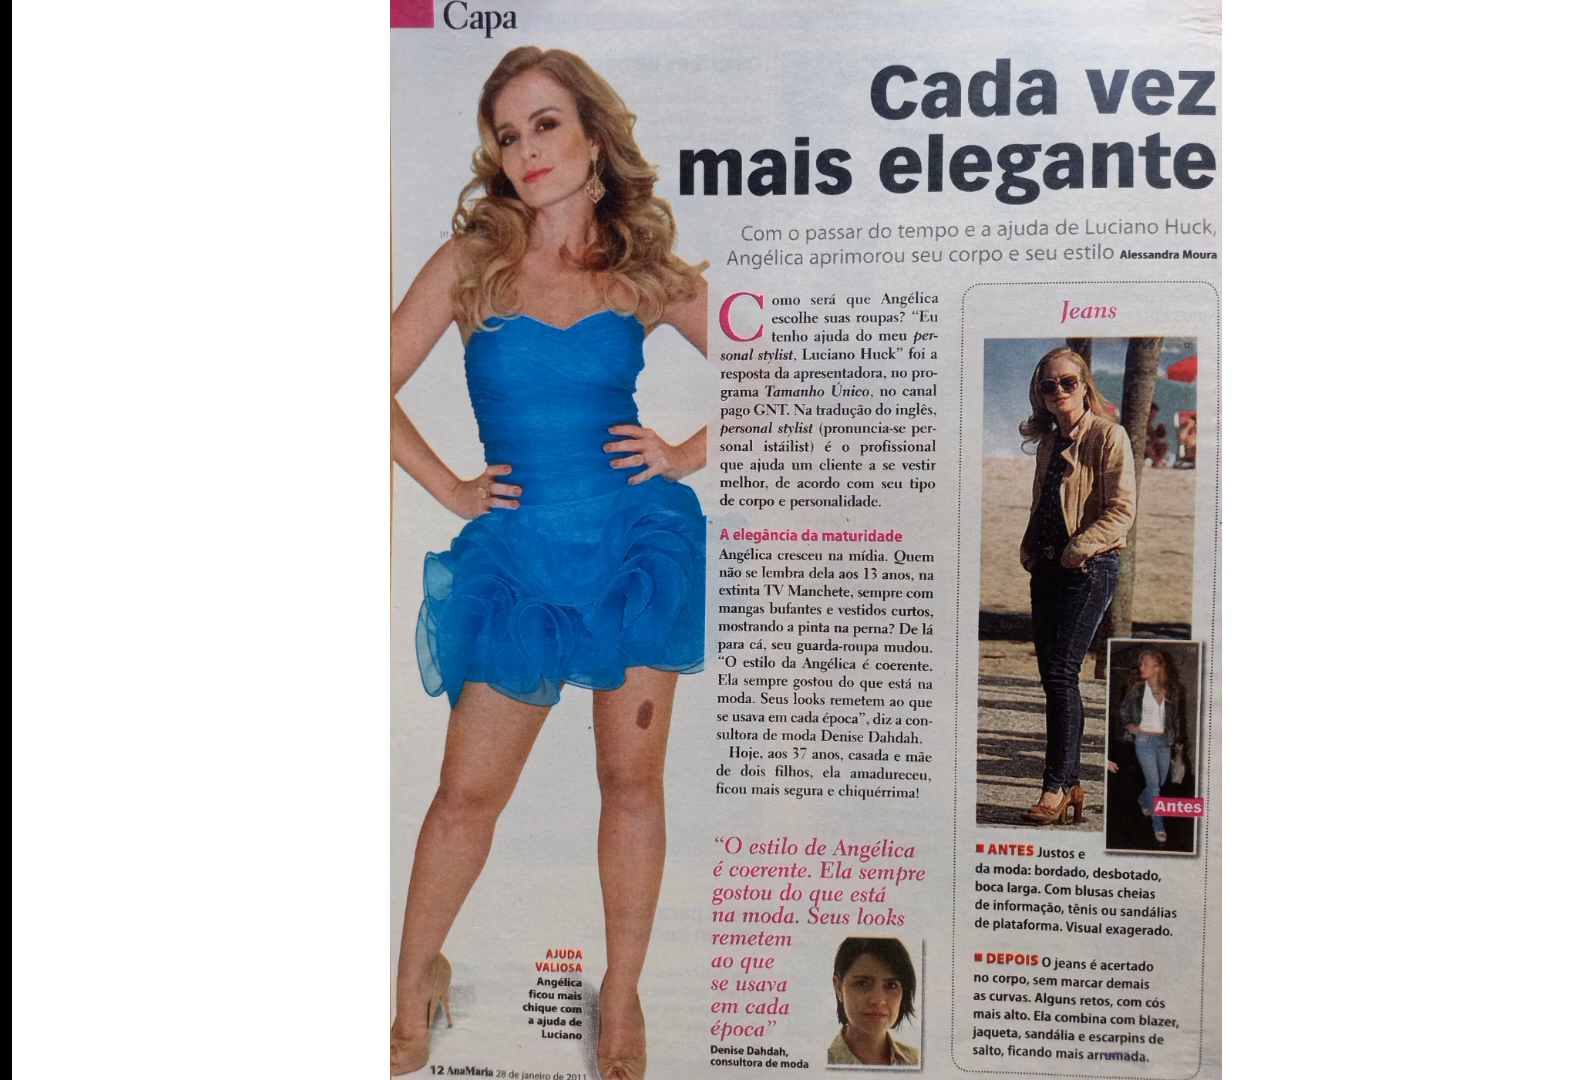 Capa
Cada vez
mais elegante
Com o passar do tempo e a ajuda de Luciano Huck,
Angélica aprimorou seu corpo e seu estilo Alessandra Moura
Como será que Angélica
escolhe suas roupas? “Eu
tenho ajuda do meu per-
sonal stylist, Luciano Huck” foi a
resposta da apresentadora, no pro-
grama Tamanho Único, no canal
pago GNT. Na tradução do inglês,
personal stylist (pronuncia-se per-
sonal istáilist) é o profissional
que ajuda um cliente a se vestir
melhor, de acordo com seu tipo
de corpo e personalidade.
A elegância da maturidade
Angélica cresceu na mídia. Quem
não se lembra dela aos 13 anos, na
extinta TV Manchete, sempre com
mangas bufantes e vestidos curtos,
mostrando a pinta na perna? De lá
para cá, seu guarda-roupa mudou.
“O estilo da Angélica é coerente.
Ela sempre gostou do que está na
moda. Seus looks remetem ao que
se usava em cada época”, diz a con-
sultora de moda Denise Dahdah.
Hoje, aos 37 anos, casada e mãe
de dois filhos, ela amadureceu,
ficou mais segura e chiquérrima!
“O estilo de Angélica
é coerente. Ela sempre
gostou do que está
na moda. Seus looks
remetem
ao que
se usava
em cada
época”
Denise Dahdah,
consultora de moda
AJUDA
VALIOSA
Angélica
ficou mais
chique com
a ajuda de
Luciano
Jeans
Antes
■ ANTES Justos e
da moda: bordado, desbotado,
boca larga. Com blusas cheias
de informação, tênis ou sandálias
de plataforma. Visual exagerado.
■ DEPOIS O jeans é acertado
no corpo, sem marcar demais
as curvas. Alguns retos, com cós
mais alto. Ela combina com blazer,
jaqueta, sandália e escarpins de
salto, ficando mais arrumada.
12 AnaMaria 28 de janeiro de 2011